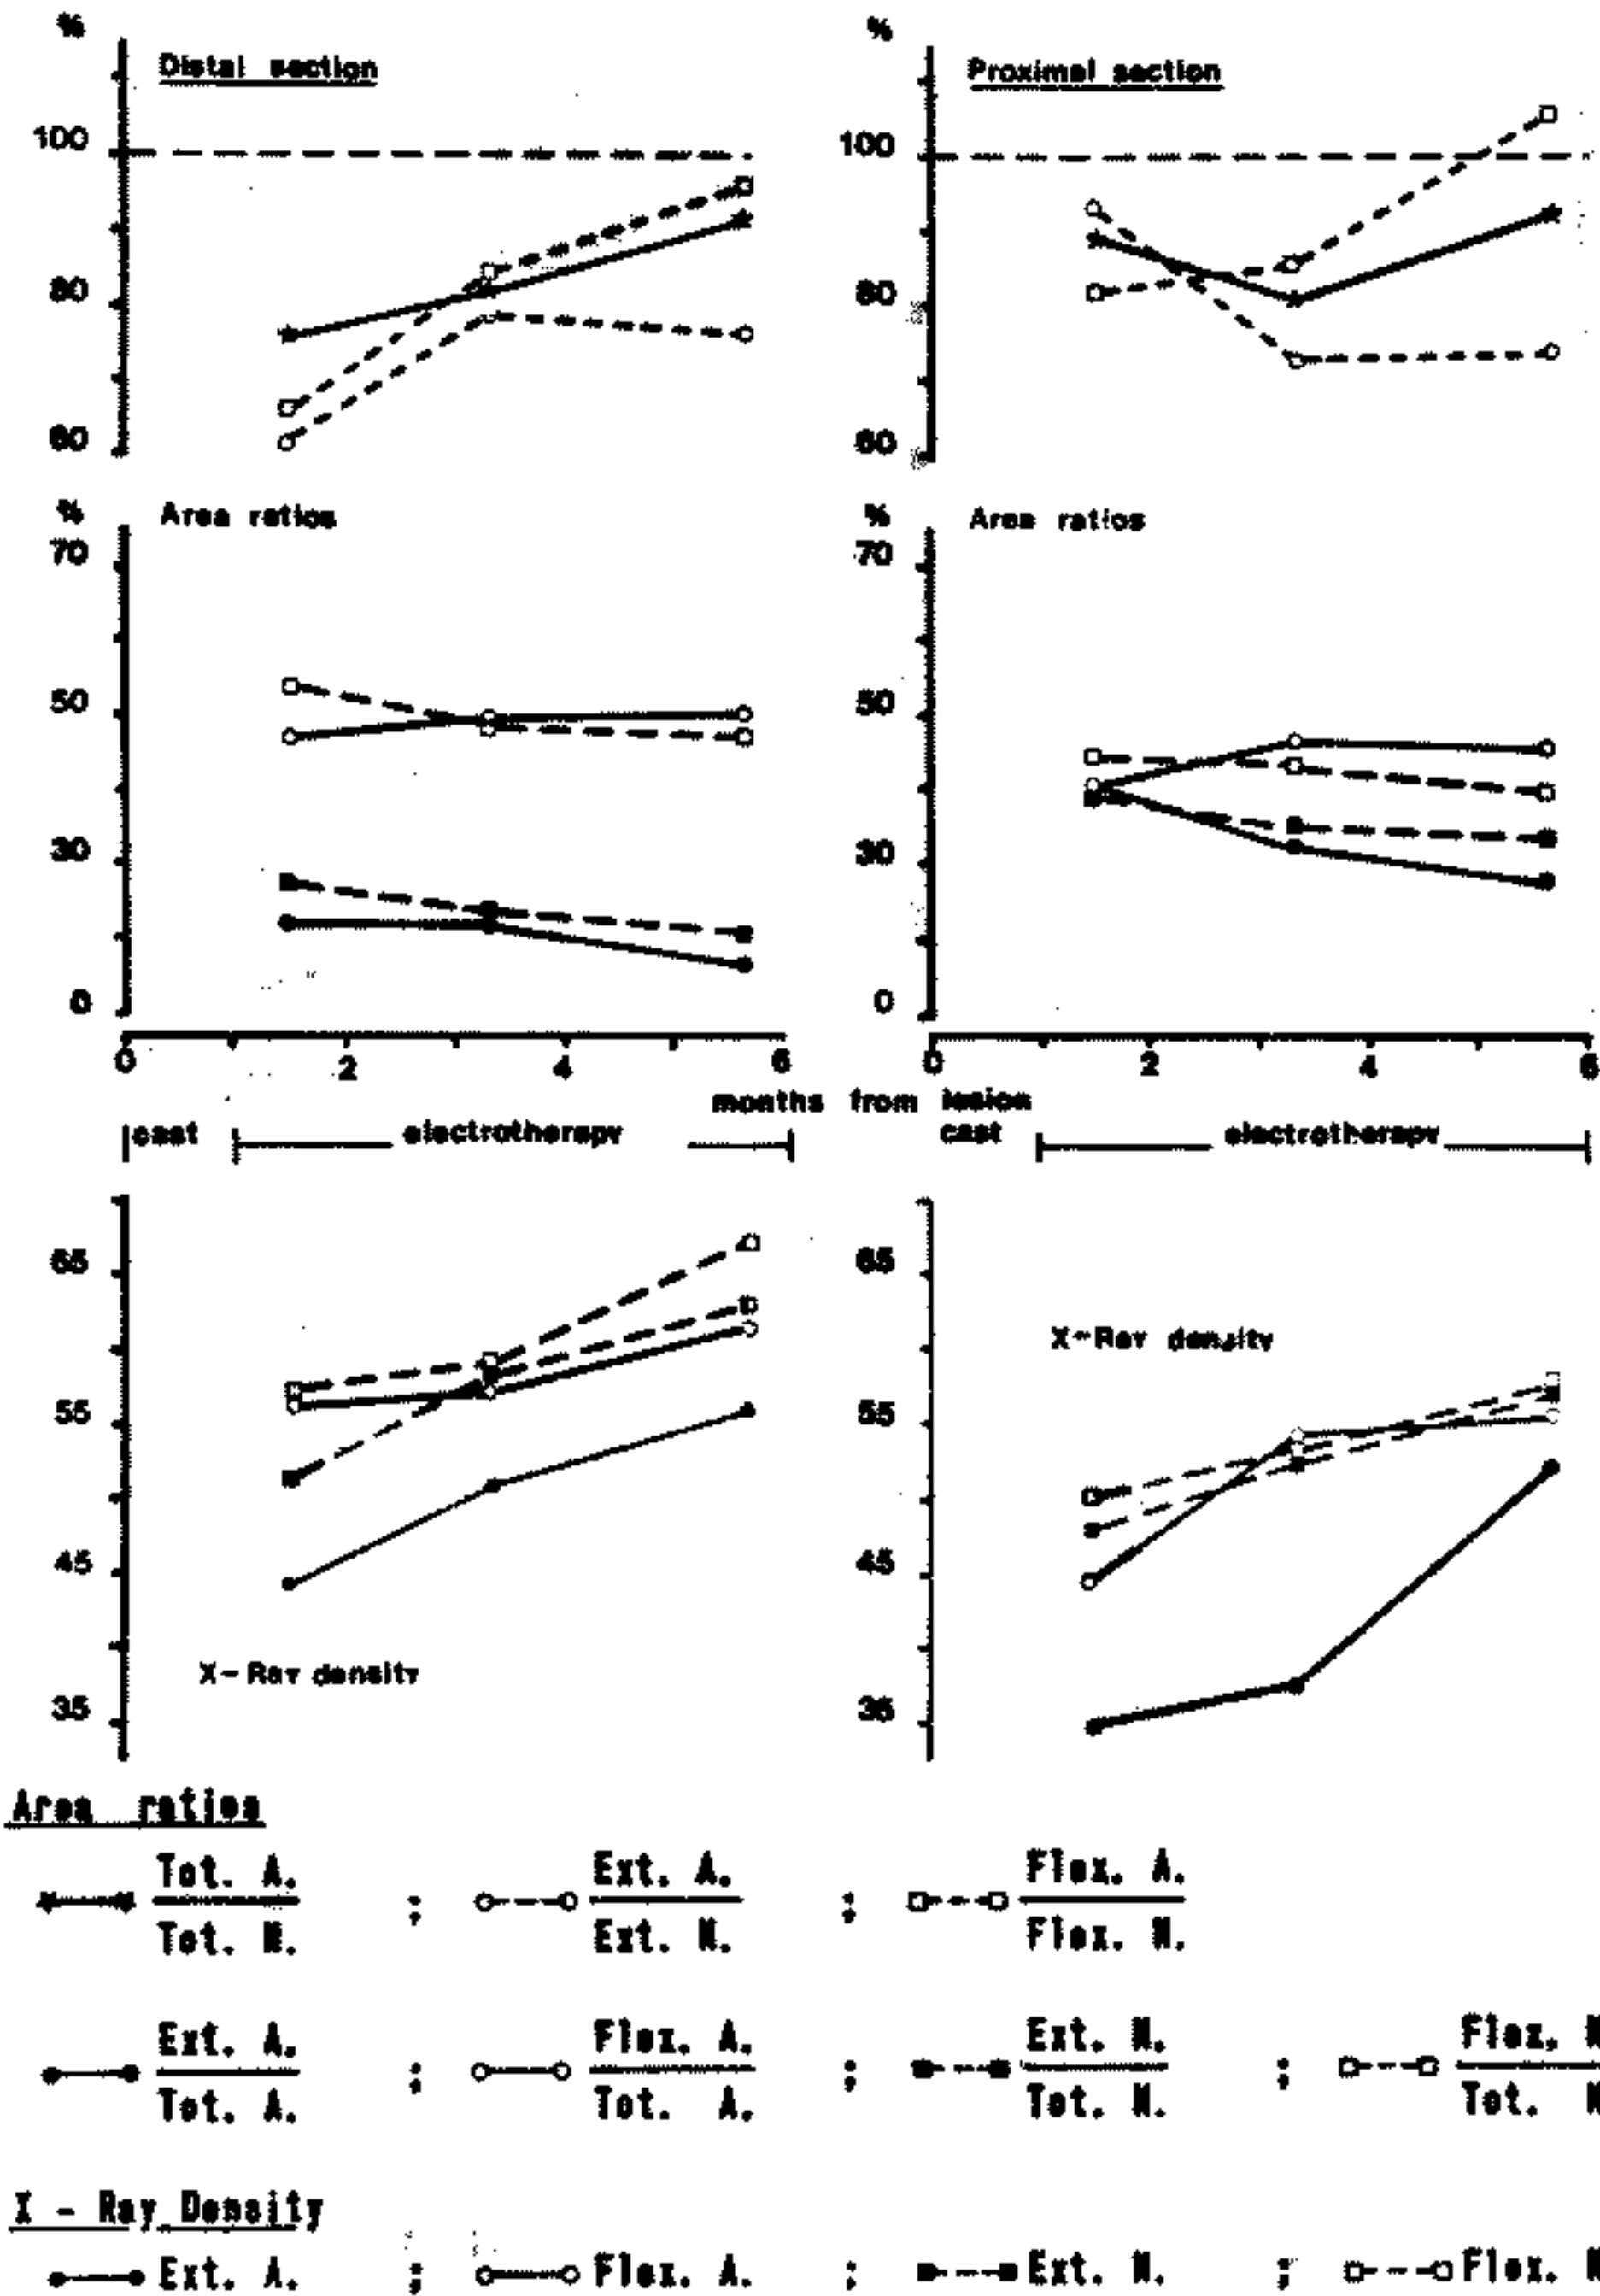 %
Distal section
100
80
60
%
Proximal section
100
80
60
%
Area ratios
70
50
30
0
%
Area ratios
70
50
30
0
0 2 4 6
0 2 4 6
months from lesion
cast electrotherapy
cast electrotherapy
65
55
45
35
X-Ray density
65
55
45
35
X-Ray density
Area ratios
Tot. A. ; Ext. A. ; Flex. A.
Tot. N. Ext. N. Flex. N.
Ext. A. ; Flex. A. ; Ext. N. ; Flex. N
Tot. A. Tot. A. Tot. N. Tot. N
X - Ray Density
Ext. A. ; Flex. A. ; Ext. N. ; Flex. N